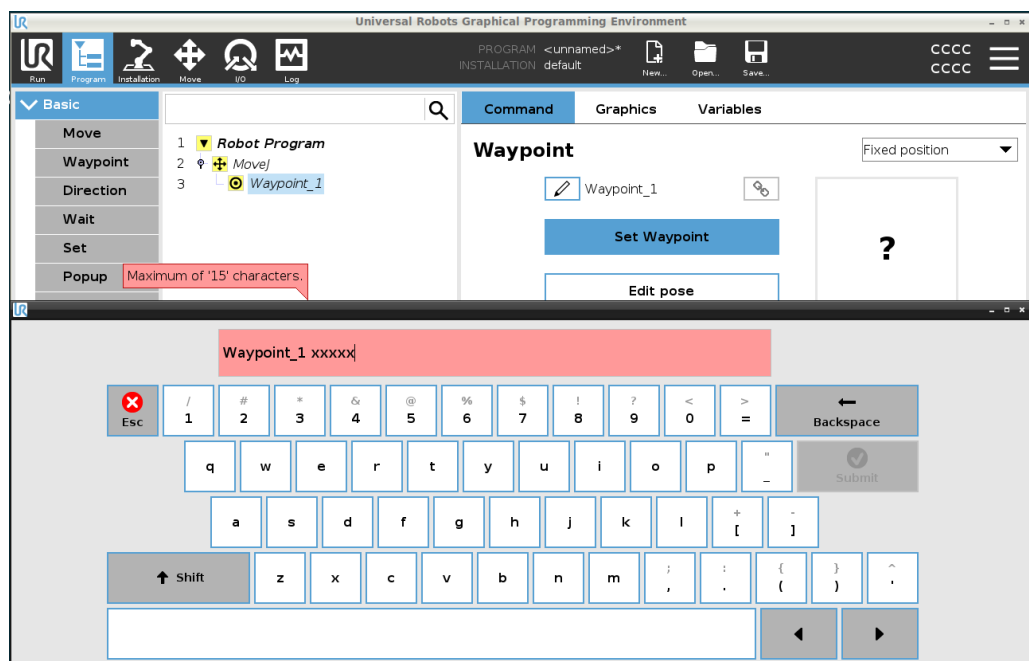 UR Universal Robots Graphical Programming Environment
PROGRAM <unnamed>*
INSTALLATION default
CCCC
CCCC
UR
Run Program Installation Move I/O Log New... Open... Save...
Basic
Command Graphics Variables
Move
1 Robot Program
Waypoint
Fixed position
Waypoint
2 MoveJ
Direction
3 Waypoint_1
Waypoint_1
Wait
Set
Set Waypoint
?
Popup
Maximum of '15' characters.
Edit pose
UR
Waypoint_1 xxxxx
/ # * & @ % $ ! ? < >
Esc 1 2 3 4 5 6 7 8 9 0 = Backspace
q w e r t y u i o p " _ Submit
a s d f g h j k l + [ - ]
Shift z x c v b n m ; , : . { ( } ) ^ '